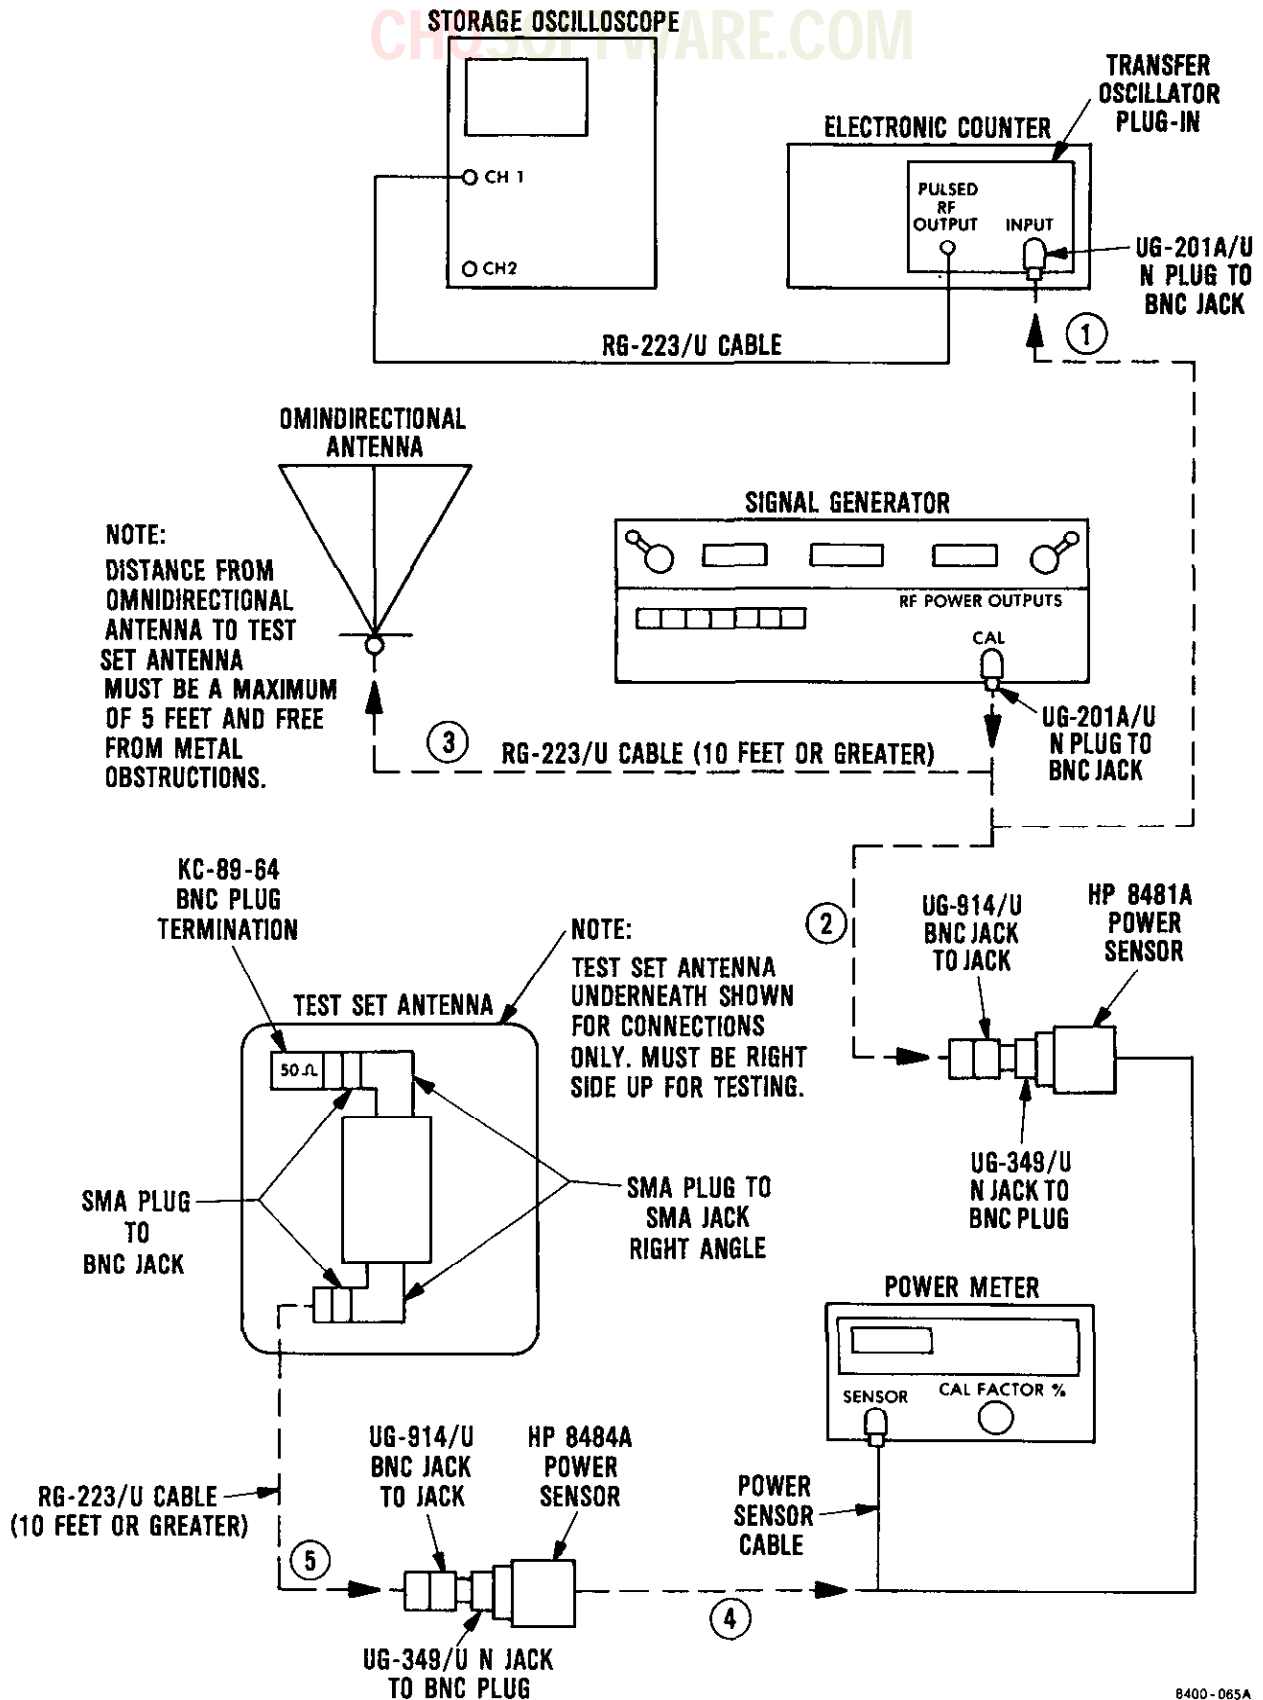 CHQSOFTWARE.COM
STORAGE OSCILLOSCOPE
CH 1
CH2
TRANSFER
OSCILLATOR
PLUG-IN
ELECTRONIC COUNTER
PULSED
RF
OUTPUT
INPUT
UG-201A/U
N PLUG TO
BNC JACK
1
RG-223/U CABLE
OMINDIRECTIONAL
ANTENNA
NOTE:
DISTANCE FROM
OMNIDIRECTIONAL
ANTENNA TO TEST
SET ANTENNA
MUST BE A MAXIMUM
OF 5 FEET AND FREE
FROM METAL
OBSTRUCTIONS.
SIGNAL GENERATOR
RF POWER OUTPUTS
CAL
UG-201A/U
N PLUG TO
BNC JACK
3
RG-223/U CABLE (10 FEET OR GREATER)
KC-89-64
BNC PLUG
TERMINATION
2
UG-914/U
BNC JACK
TO JACK
HP 8481A
POWER
SENSOR
NOTE:
TEST SET ANTENNA
UNDERNEATH SHOWN
FOR CONNECTIONS
ONLY. MUST BE RIGHT
SIDE UP FOR TESTING.
TEST SET ANTENNA
50 Ω
UG-349/U
N JACK TO
BNC PLUG
SMA PLUG
TO
BNC JACK
SMA PLUG TO
SMA JACK
RIGHT ANGLE
POWER METER
SENSOR
CAL FACTOR %
UG-914/U
BNC JACK
TO JACK
HP 8484A
POWER
SENSOR
POWER
SENSOR
CABLE
RG-223/U CABLE
(10 FEET OR GREATER)
5
4
UG-349/U N JACK
TO BNC PLUG
8400-065A